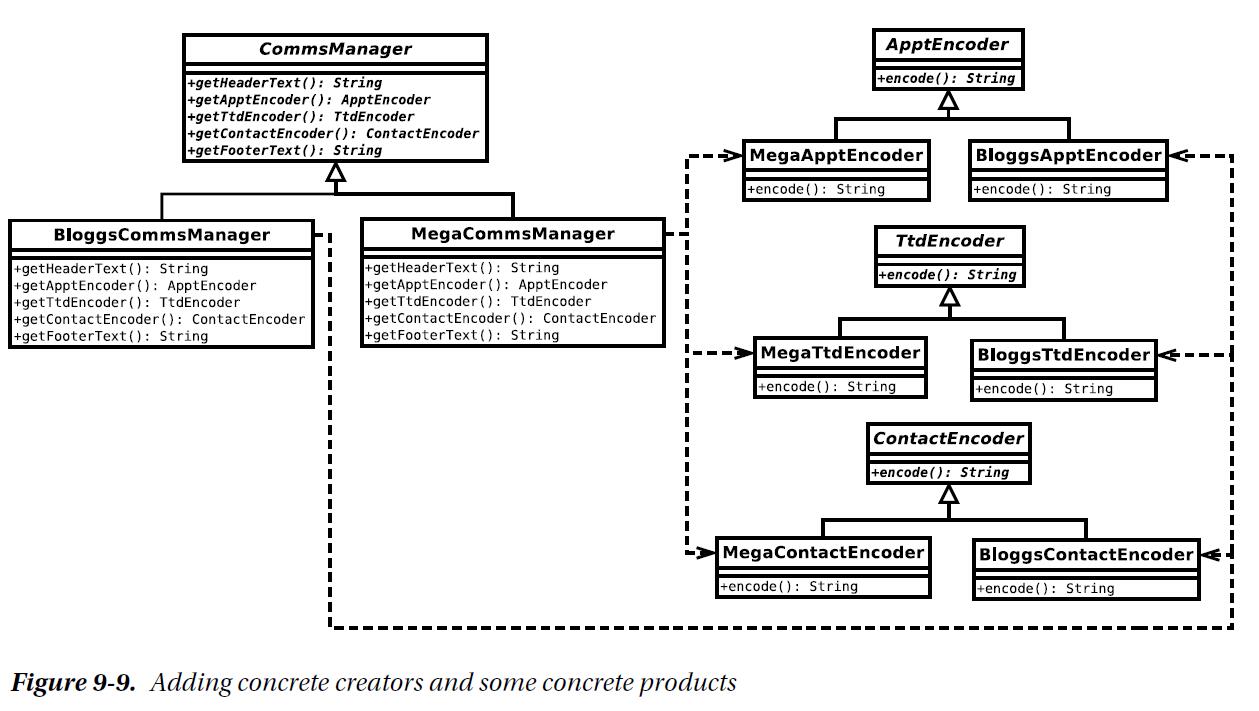 CommsManager
+getHeaderText(): String
+getApptEncoder(): ApptEncoder
+getTtdEncoder(): TtdEncoder
+getContactEncoder(): ContactEncoder
+getFooterText(): String
BloggsCommsManager
+getHeaderText(): String
+getApptEncoder(): ApptEncoder
+getTtdEncoder(): TtdEncoder
+getContactEncoder(): ContactEncoder
+getFooterText(): String
MegaCommsManager
+getHeaderText(): String
+getApptEncoder(): ApptEncoder
+getTtdEncoder(): TtdEncoder
+getContactEncoder(): ContactEncoder
+getFooterText(): String
ApptEncoder
+encode(): String
MegaApptEncoder
+encode(): String
BloggsApptEncoder
+encode(): String
TtdEncoder
+encode(): String
MegaTtdEncoder
+encode(): String
BloggsTtdEncoder
+encode(): String
ContactEncoder
+encode(): String
MegaContactEncoder
+encode(): String
BloggsContactEncoder
+encode(): String
Figure 9-9. Adding concrete creators and some concrete products